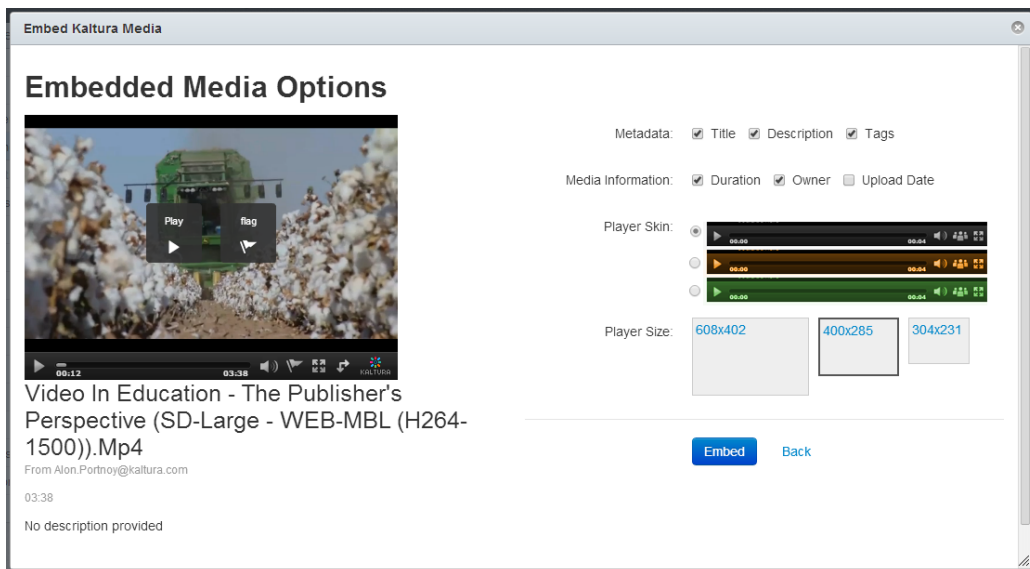 Embed Kaltura Media
Embedded Media Options
Play
flag
00:12
03:38
KALTURA
Video In Education - The Publisher's
Perspective (SD-Large - WEB-MBL (H264-
1500)).Mp4
From Alon.Portnoy@kaltura.com
03:38
No description provided
Metadata: Title Description Tags
Media Information: Duration Owner Upload Date
Player Skin:
00:00 00:04
00:00 00:04
00:00 00:04
Player Size: 608x402 400x285 304x231
Embed Back